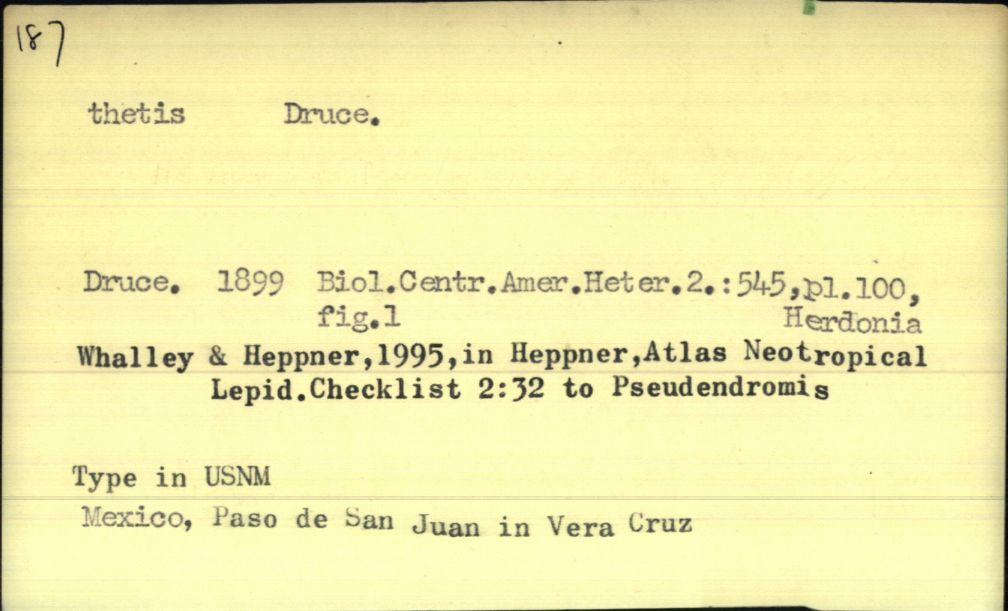 187
thetis Druce.
Druce. 1899 Biol.Centr.Amer.Heter.2.:545,pl.100,
fig.1 Herdonia
Whalley & Heppner,1995,in Heppner,Atlas Neotropical
Lepid.Checklist 2:32 to Pseudendromis
Type in USNM
Mexico, Paso de San Juan in Vera Cruz